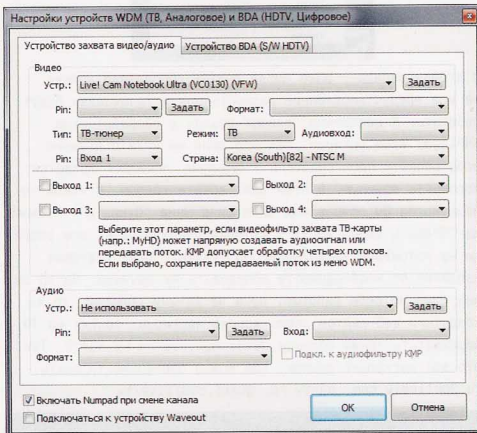 Настройки устройств WDM (ТВ, Аналоговое) и BDA (HDTV, Цифровое)
Устройство захвата видео/аудио Устройство BDA (S/W HDTV)
Видео
Устр.: Live! Cam Notebook Ultra (VC0130) (VFW) Задать
Pin: Задать Формат:
Тип: ТВ-тюнер Режим: ТВ Аудиовход:
Pin: Вход 1 Страна: Korea (South)[82] - NTSC M
Выход 1: Выход 2:
Выход 3: Выход 4:
Выберите этот параметр, если видеофильтр захвата ТВ-карты
(напр.: MyHD) может напрямую создавать аудиосигнал или
передавать поток. KMP допускает обработку четырех потоков.
Если выбрано, сохраните передаваемый поток из меню WDM.
Аудио
Устр.: Не использовать Задать
Pin: Задать Вход:
Формат: Подкл. к аудиофильтру KMP
Включать Numpad при смене канала
Подключаться к устройству Waveout
OK Отмена